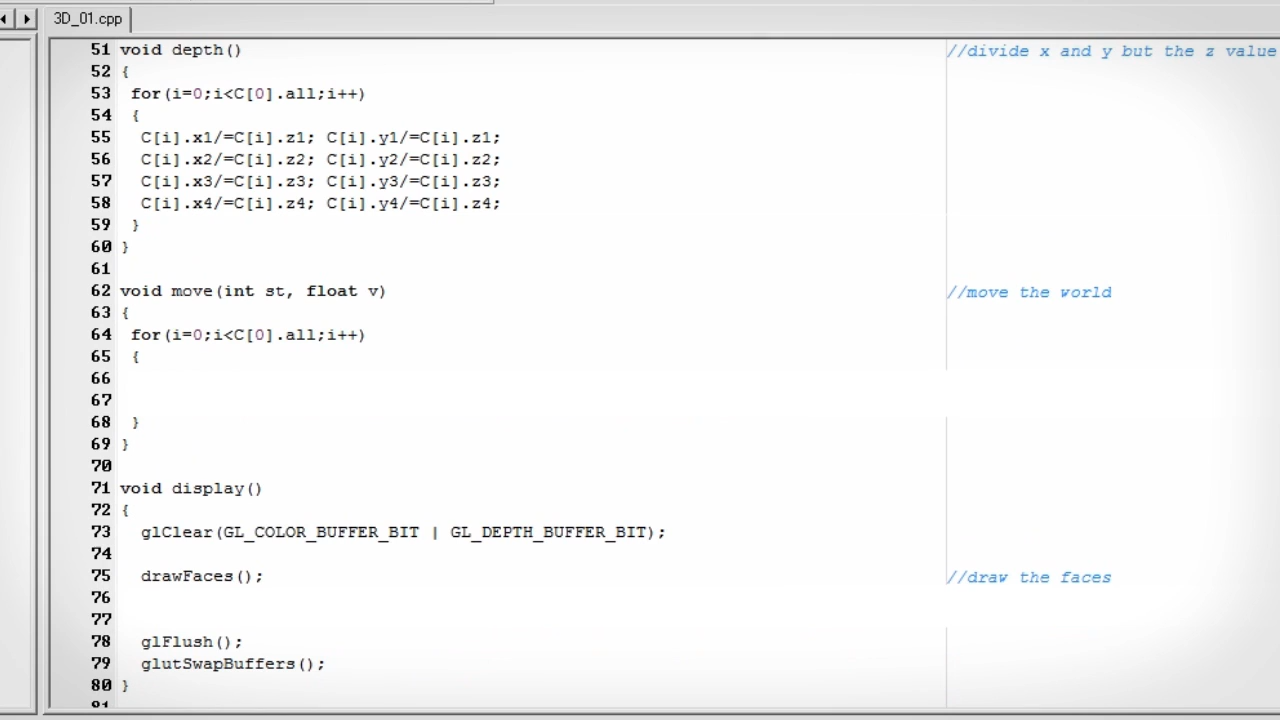 3D_01.cpp
51 void depth() //divide x and y but the z value
52 {
53 for(i=0;i<C[0].all;i++)
54 {
55 C[i].x1/=C[i].z1; C[i].y1/=C[i].z1;
56 C[i].x2/=C[i].z2; C[i].y2/=C[i].z2;
57 C[i].x3/=C[i].z3; C[i].y3/=C[i].z3;
58 C[i].x4/=C[i].z4; C[i].y4/=C[i].z4;
59 }
60 }
61
62 void move(int st, float v) //move the world
63 {
64 for(i=0;i<C[0].all;i++)
65 {
66
67
68 }
69 }
70
71 void display()
72 {
73 glClear(GL_COLOR_BUFFER_BIT | GL_DEPTH_BUFFER_BIT);
74
75 drawFaces(); //draw the faces
76
77
78 glFlush();
79 glutSwapBuffers();
80 }
81